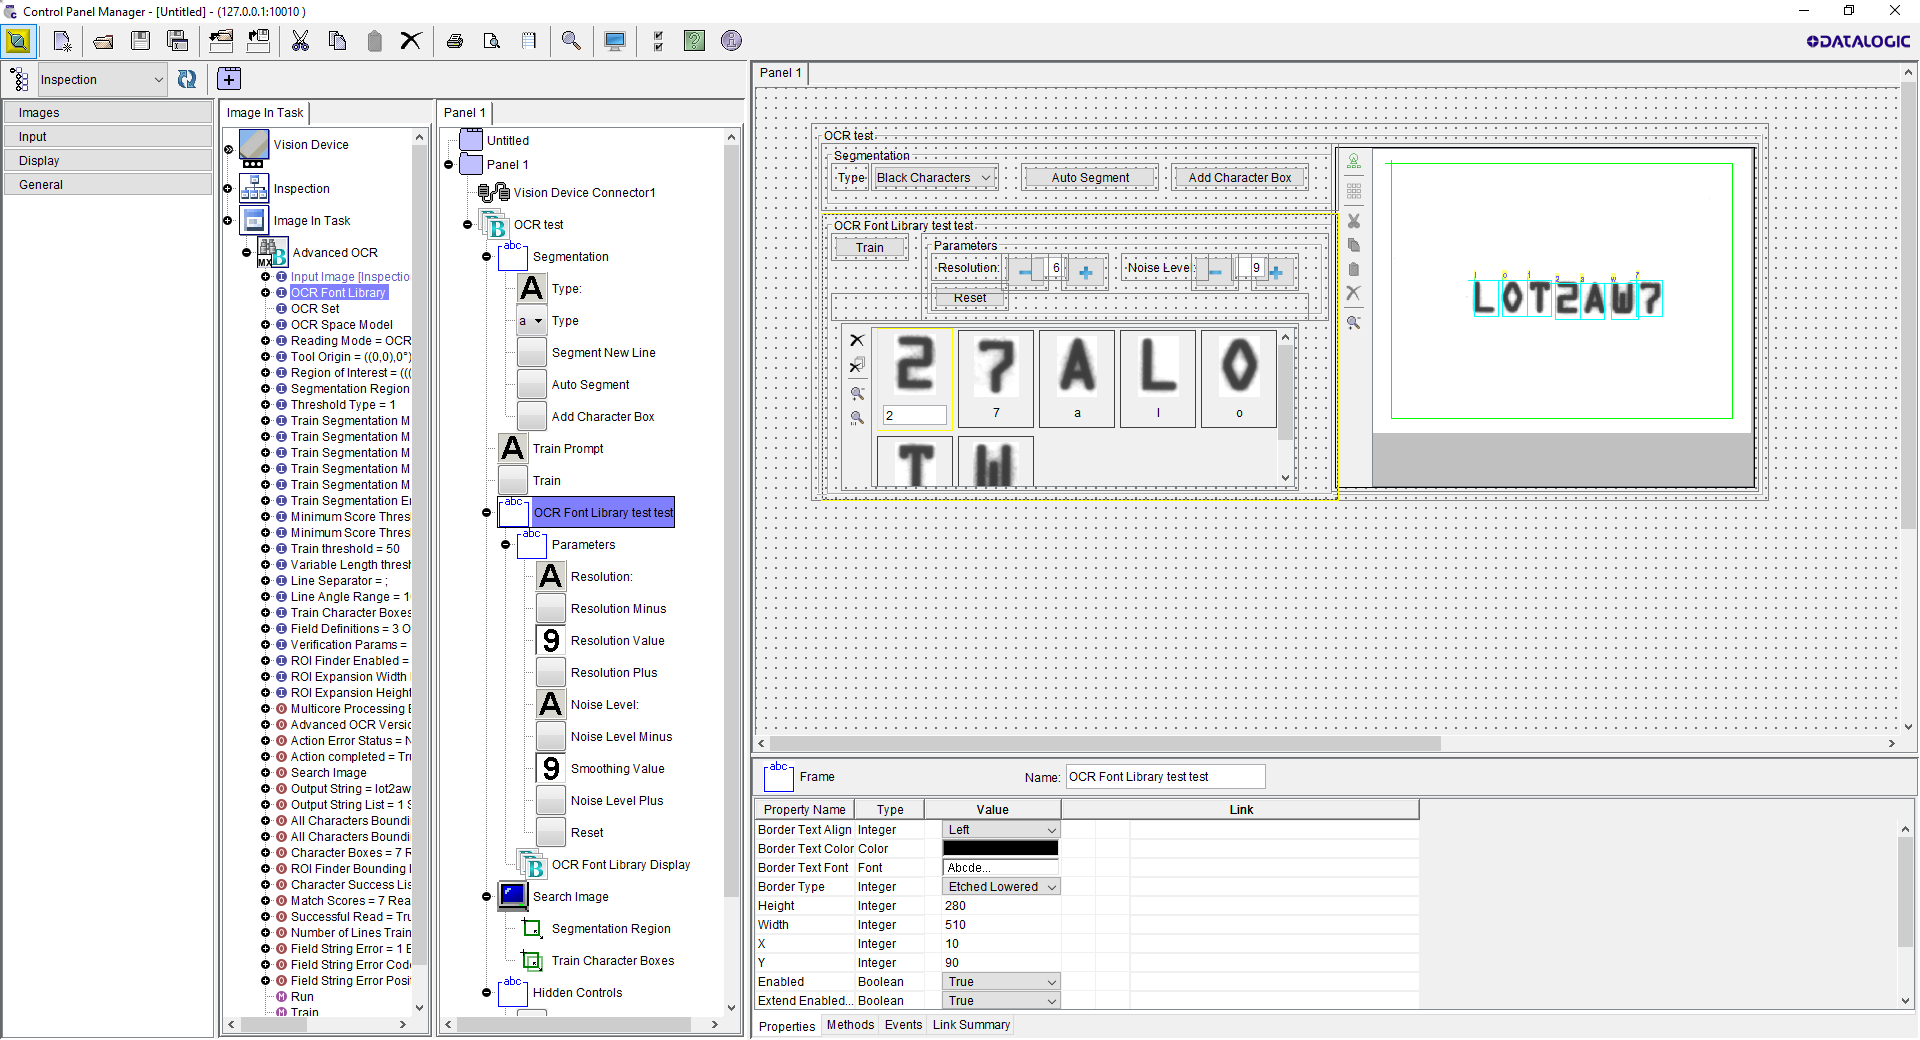 Control Panel Manager - [Untitled] - (127.0.0.1:10010 )
DATALOGIC
Inspection
Images
Input
Display
General
Image In Task
Vision Device
Inspection
Image In Task
Advanced OCR
MX
Input Image [Inspectio
OCR Font Library
OCR Set
OCR Space Model
Reading Mode = OCR
Tool Origin = ((0,0),0°)
Region of Interest = (((
Segmentation Region
Threshold Type = 1
Train Segmentation M
Train Segmentation M
Train Segmentation M
Train Segmentation M
Train Segmentation M
Train Segmentation Er
Minimum Score Thres
Minimum Score Thres
Train threshold = 50
Variable Length thresh
Line Separator = ;
Line Angle Range = 1
Train Character Boxes
Field Definitions = 3 O
Verification Params =
ROI Finder Enabled =
ROI Expansion Width
ROI Expansion Height
Multicore Processing E
Advanced OCR Versio
Action Error Status = N
Action completed = Tru
Search Image
Output String = lot2aw
Output String List = 1 S
All Characters Boundi
All Characters Boundi
Character Boxes = 7 R
ROI Finder Bounding
Character Success Lis
Match Scores = 7 Rea
Successful Read = Tru
Number of Lines Train
Field String Error = 1 E
Field String Error Code
Field String Error Posit
Run
Train
Panel 1
Untitled
Panel 1
Vision Device Connector1
OCR test
Segmentation
Type:
Type
Segment New Line
Auto Segment
Add Character Box
Train Prompt
Train
OCR Font Library test test
Parameters
Resolution:
Resolution Minus
Resolution Value
Resolution Plus
Noise Level:
Noise Level Minus
Smoothing Value
Noise Level Plus
Reset
OCR Font Library Display
Search Image
Segmentation Region
Train Character Boxes
Hidden Controls
Panel 1
OCR test
Segmentation
Type: Black Characters Auto Segment Add Character Box
OCR Font Library test test
Train
Parameters
Resolution: 6 Noise Level: 9
Reset
2 7 A L O
2 7 a l o
T W
l o t 2 a w 7
LOT2AW7
abc Frame Name: OCR Font Library test test
Property Name Type Value Link
Border Text Align Integer Left
Border Text Color Color
Border Text Font Font Abcde...
Border Type Integer Etched Lowered
Height Integer 280
Width Integer 510
X Integer 10
Y Integer 90
Enabled Boolean True
Extend Enabled... Boolean True
Properties Methods Events Link Summary